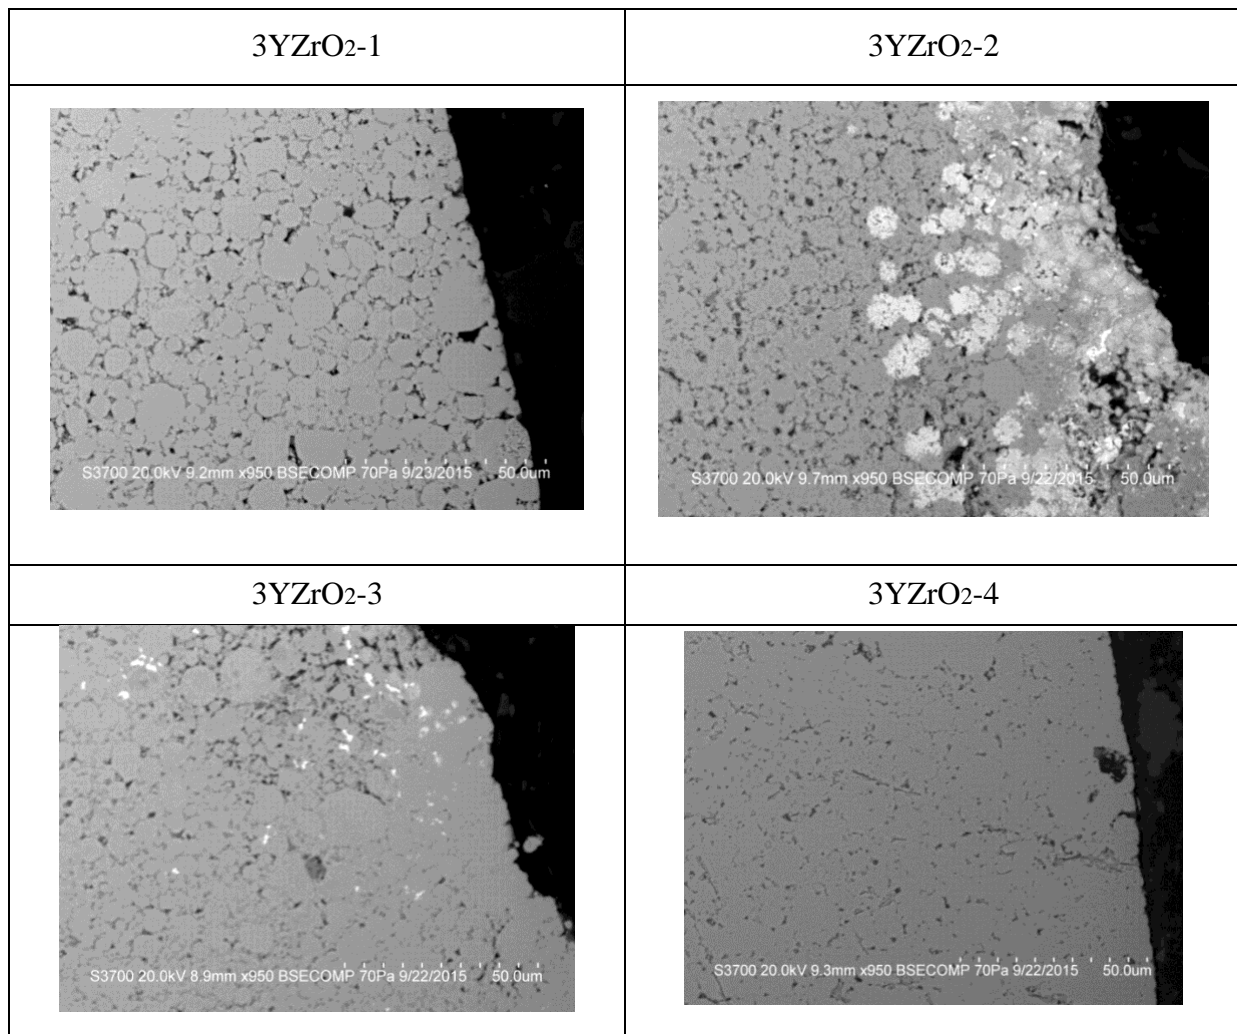 3YZrO2-1
3YZrO2-2
S3700 20.0kV 9.2mm x950 BSECOMP 70Pa 9/23/2015 50.0um
S3700 20.0kV 9.7mm x950 BSECOMP 70Pa 9/22/2015 50.0um
3YZrO2-3
3YZrO2-4
S3700 20.0kV 8.9mm x950 BSECOMP 70Pa 9/22/2015 50.0um
S3700 20.0kV 9.3mm x950 BSECOMP 70Pa 9/22/2015 50.0um